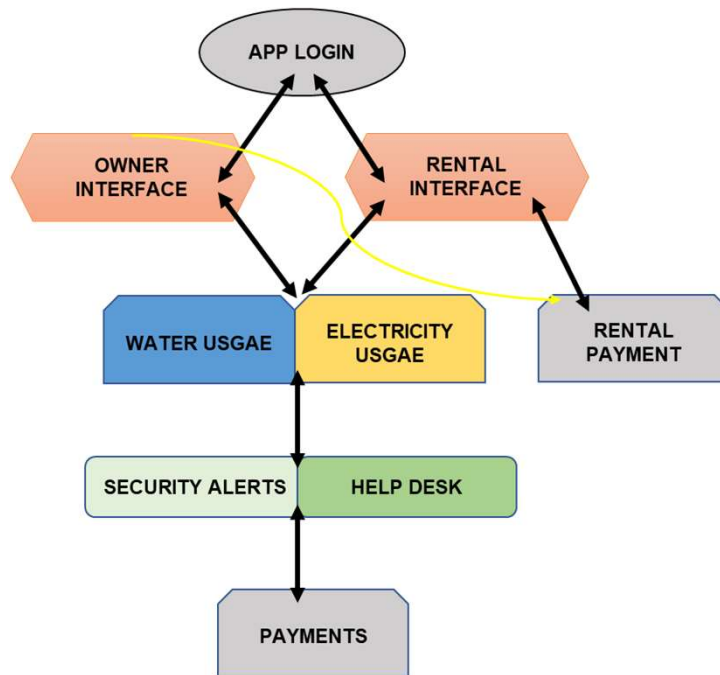 APP LOGIN
OWNER
INTERFACE
RENTAL
INTERFACE
WATER USGAE
ELECTRICITY
USGAE
RENTAL
PAYMENT
SECURITY ALERTS
HELP DESK
PAYMENTS